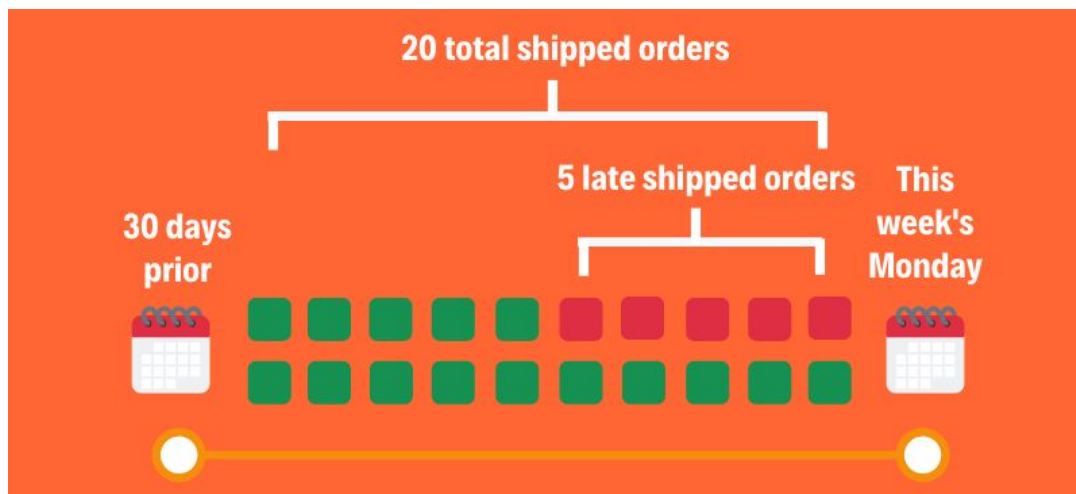 20 total shipped orders
5 late shipped orders
This
week's
Monday
30 days
prior